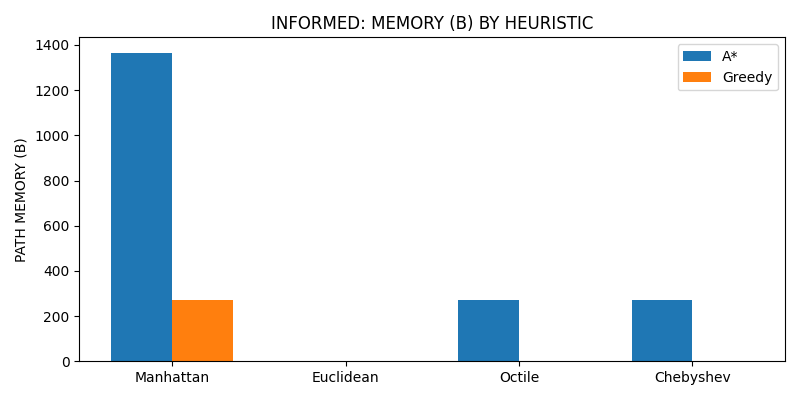 INFORMED: MEMORY (B) BY HEURISTIC
A*
Greedy
PATH MEMORY (B)
1400
1200
1000
800
600
400
200
0
Manhattan
Euclidean
Octile
Chebyshev